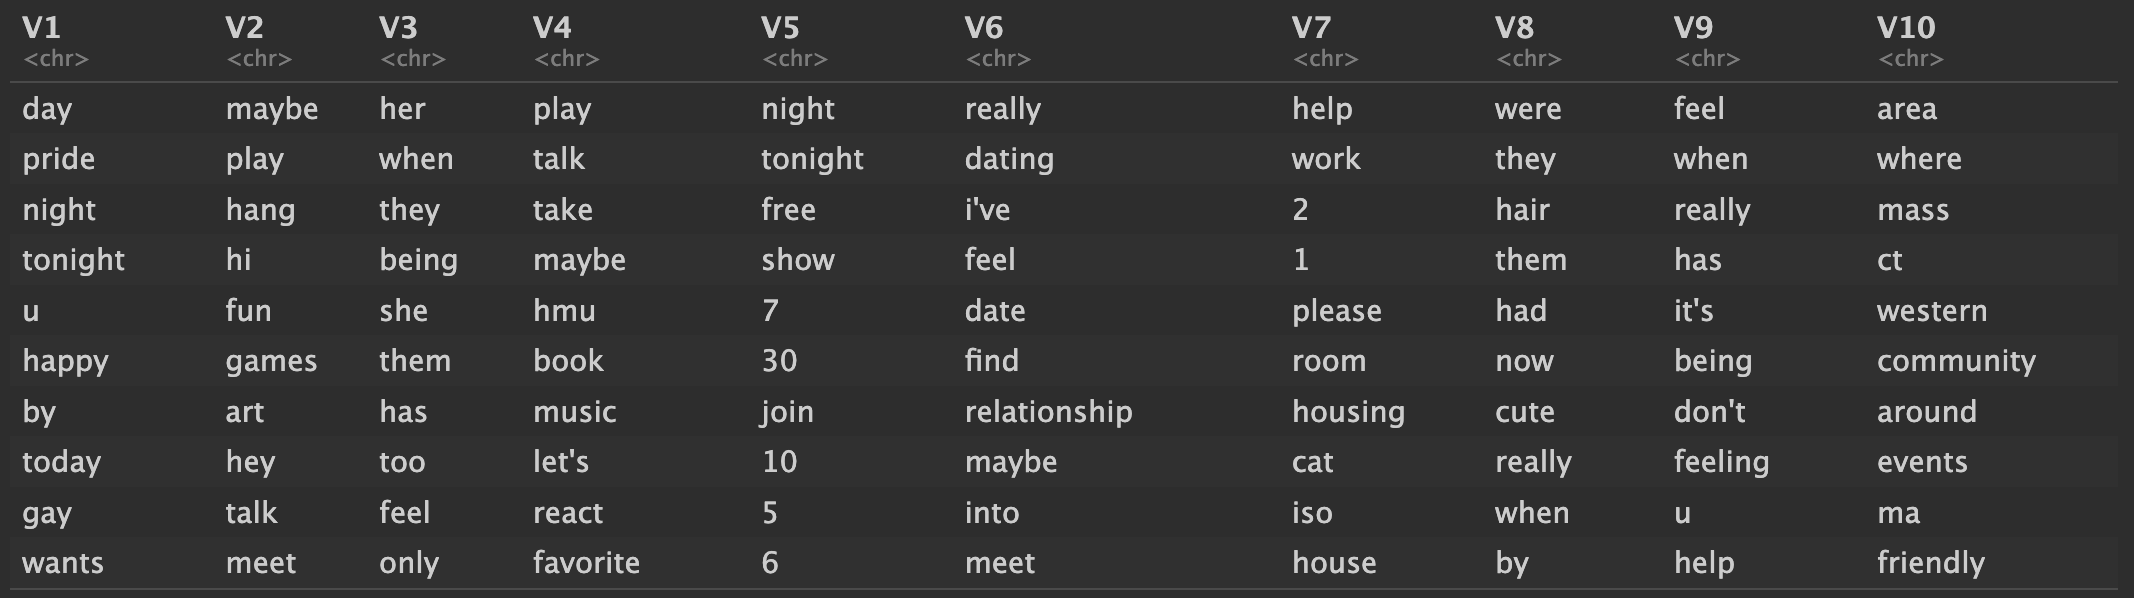 V1 V2 V3 V4 V5 V6 V7 V8 V9 V10
<chr> <chr> <chr> <chr> <chr> <chr> <chr> <chr> <chr> <chr>
day maybe her play night really help were feel area
pride play when talk tonight dating work they when where
night hang they take free i've 2 hair really mass
tonight hi being maybe show feel 1 them has ct
u fun she hmu 7 date please had it's western
happy games them book 30 find room now being community
by art has music join relationship housing cute don't around
today hey too let's 10 maybe cat really feeling events
gay talk feel react 5 into iso when u ma
wants meet only favorite 6 meet house by help friendly